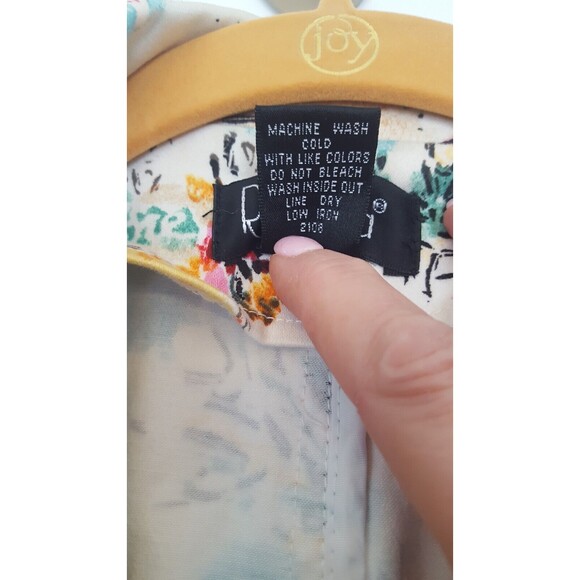 joy
MACHINE WASH
COLD
WITH LIKE COLORS
DO NOT BLEACH
WASH INSIDE OUT
LINE DRY
LOW IRON
2108
®